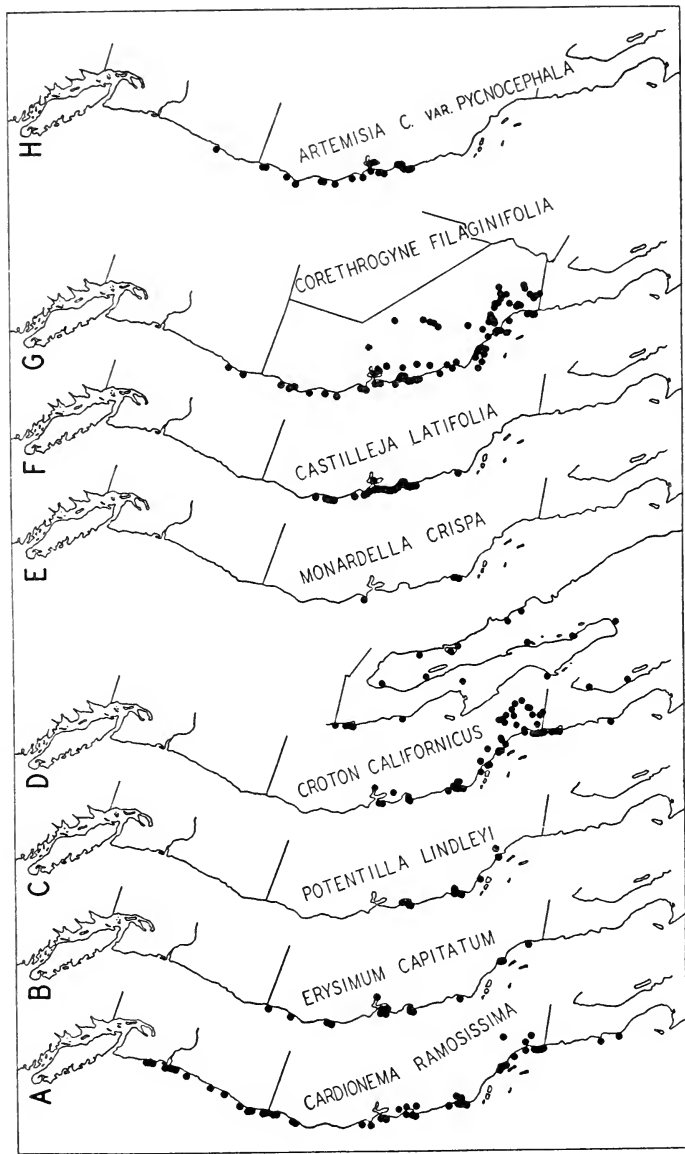 A
CARDIONEMA RAMOSISSIMA
B
ERYSIMUM CAPITATUM
C
POTENTILLA LINDLEYI
D
CROTON CALIFORNICUS
E
MONARDELLA CRISPA
F
CASTILLEJA LATIFOLIA
G
CORETHROGYNE FILAGINIFOLIA
H
ARTEMISIA C. VAR. PYCNOCEPHALA